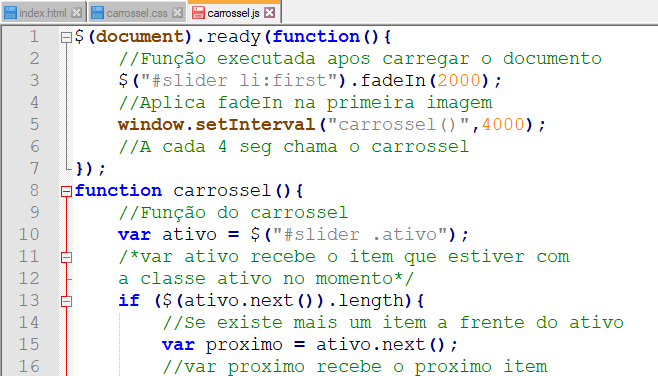 index.html carrossel.css carrossel.js
1 $(document).ready(function(){
2 //Função executada apos carregar o documento
3 $("#slider li:first").fadeIn(2000);
4 //Aplica fadeIn na primeira imagem
5 window.setInterval("carrossel()",4000);
6 //A cada 4 seg chama o carrossel
7 });
8 function carrossel(){
9 //Função do carrossel
10 var ativo = $("#slider .ativo");
11 /*var ativo recebe o item que estiver com
12 a classe ativo no momento*/
13 if ($(ativo.next()).length){
14 //Se existe mais um item a frente do ativo
15 var proximo = ativo.next();
16 //var proximo recebe o proximo item